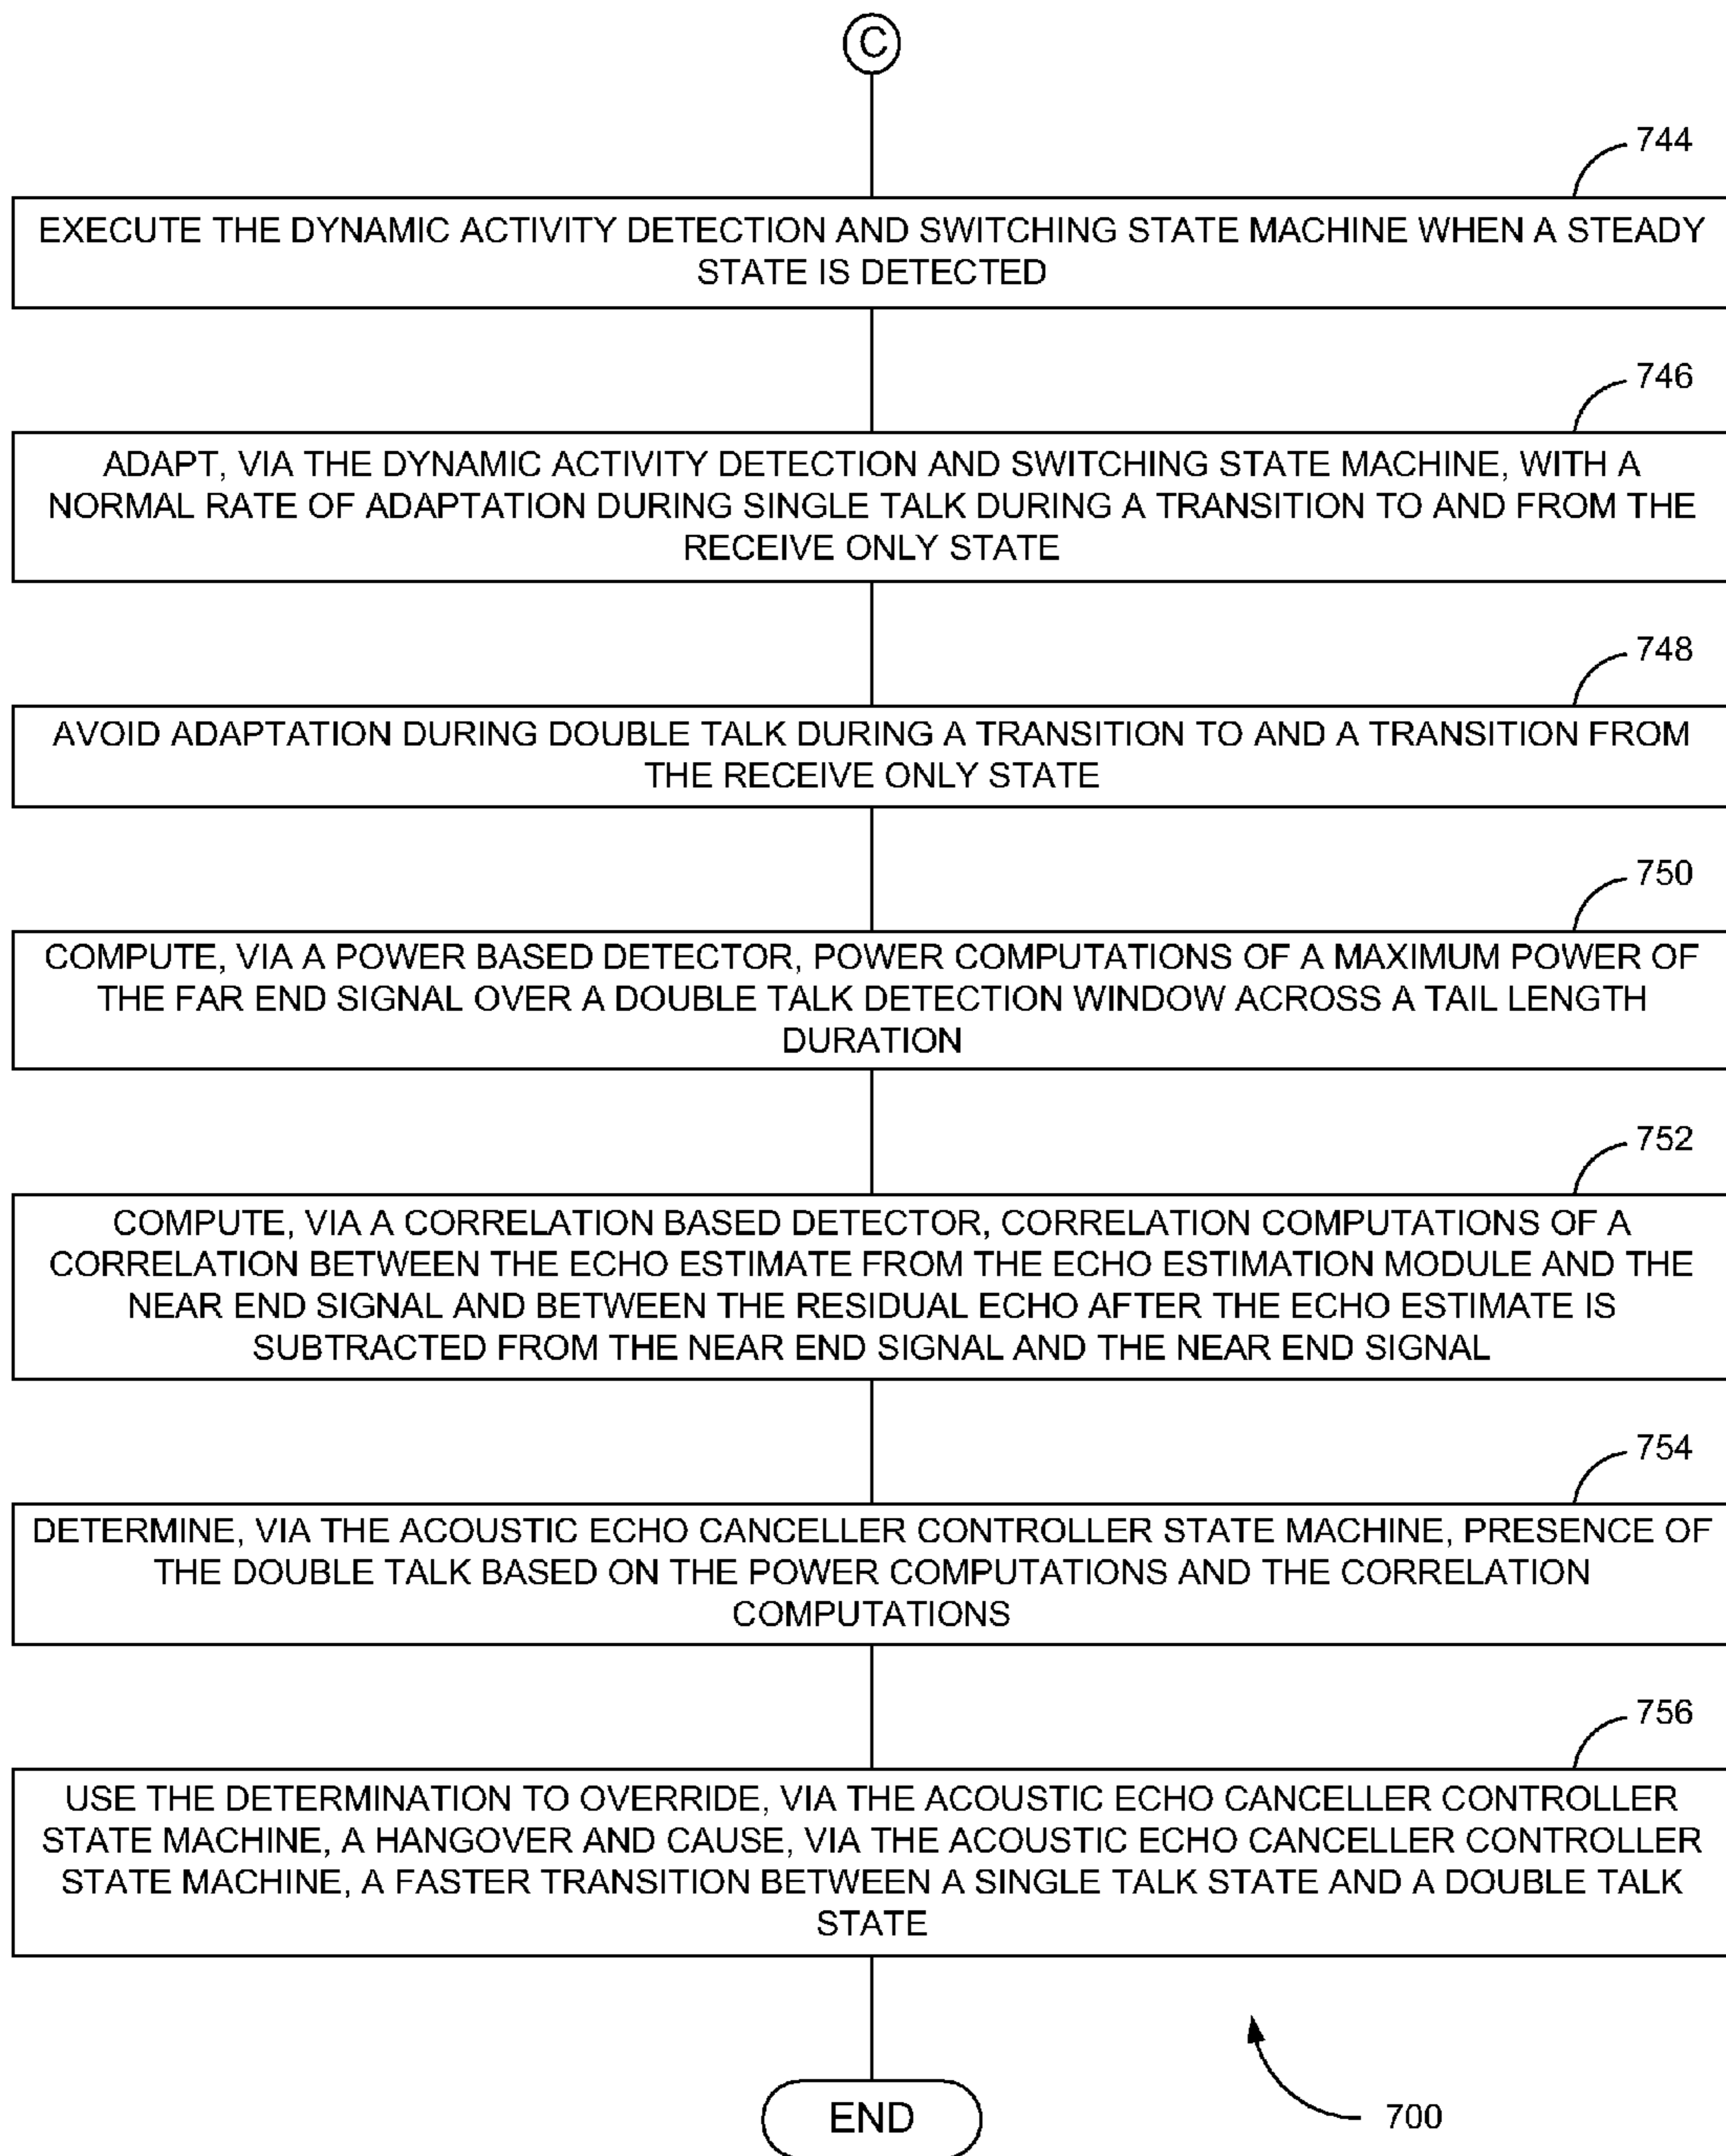 C
744
EXECUTE THE DYNAMIC ACTIVITY DETECTION AND SWITCHING STATE MACHINE WHEN A STEADY
STATE IS DETECTED
746
ADAPT, VIA THE DYNAMIC ACTIVITY DETECTION AND SWITCHING STATE MACHINE, WITH A
NORMAL RATE OF ADAPTATION DURING SINGLE TALK DURING A TRANSITION TO AND FROM THE
RECEIVE ONLY STATE
748
AVOID ADAPTATION DURING DOUBLE TALK DURING A TRANSITION TO AND A TRANSITION FROM
THE RECEIVE ONLY STATE
750
COMPUTE, VIA A POWER BASED DETECTOR, POWER COMPUTATIONS OF A MAXIMUM POWER OF
THE FAR END SIGNAL OVER A DOUBLE TALK DETECTION WINDOW ACROSS A TAIL LENGTH
DURATION
752
COMPUTE, VIA A CORRELATION BASED DETECTOR, CORRELATION COMPUTATIONS OF A
CORRELATION BETWEEN THE ECHO ESTIMATE FROM THE ECHO ESTIMATION MODULE AND THE
NEAR END SIGNAL AND BETWEEN THE RESIDUAL ECHO AFTER THE ECHO ESTIMATE IS
SUBTRACTED FROM THE NEAR END SIGNAL AND THE NEAR END SIGNAL
754
DETERMINE, VIA THE ACOUSTIC ECHO CANCELLER CONTROLLER STATE MACHINE, PRESENCE OF
THE DOUBLE TALK BASED ON THE POWER COMPUTATIONS AND THE CORRELATION
COMPUTATIONS
756
USE THE DETERMINATION TO OVERRIDE, VIA THE ACOUSTIC ECHO CANCELLER CONTROLLER
STATE MACHINE, A HANGOVER AND CAUSE, VIA THE ACOUSTIC ECHO CANCELLER CONTROLLER
STATE MACHINE, A FASTER TRANSITION BETWEEN A SINGLE TALK STATE AND A DOUBLE TALK
STATE
END
700